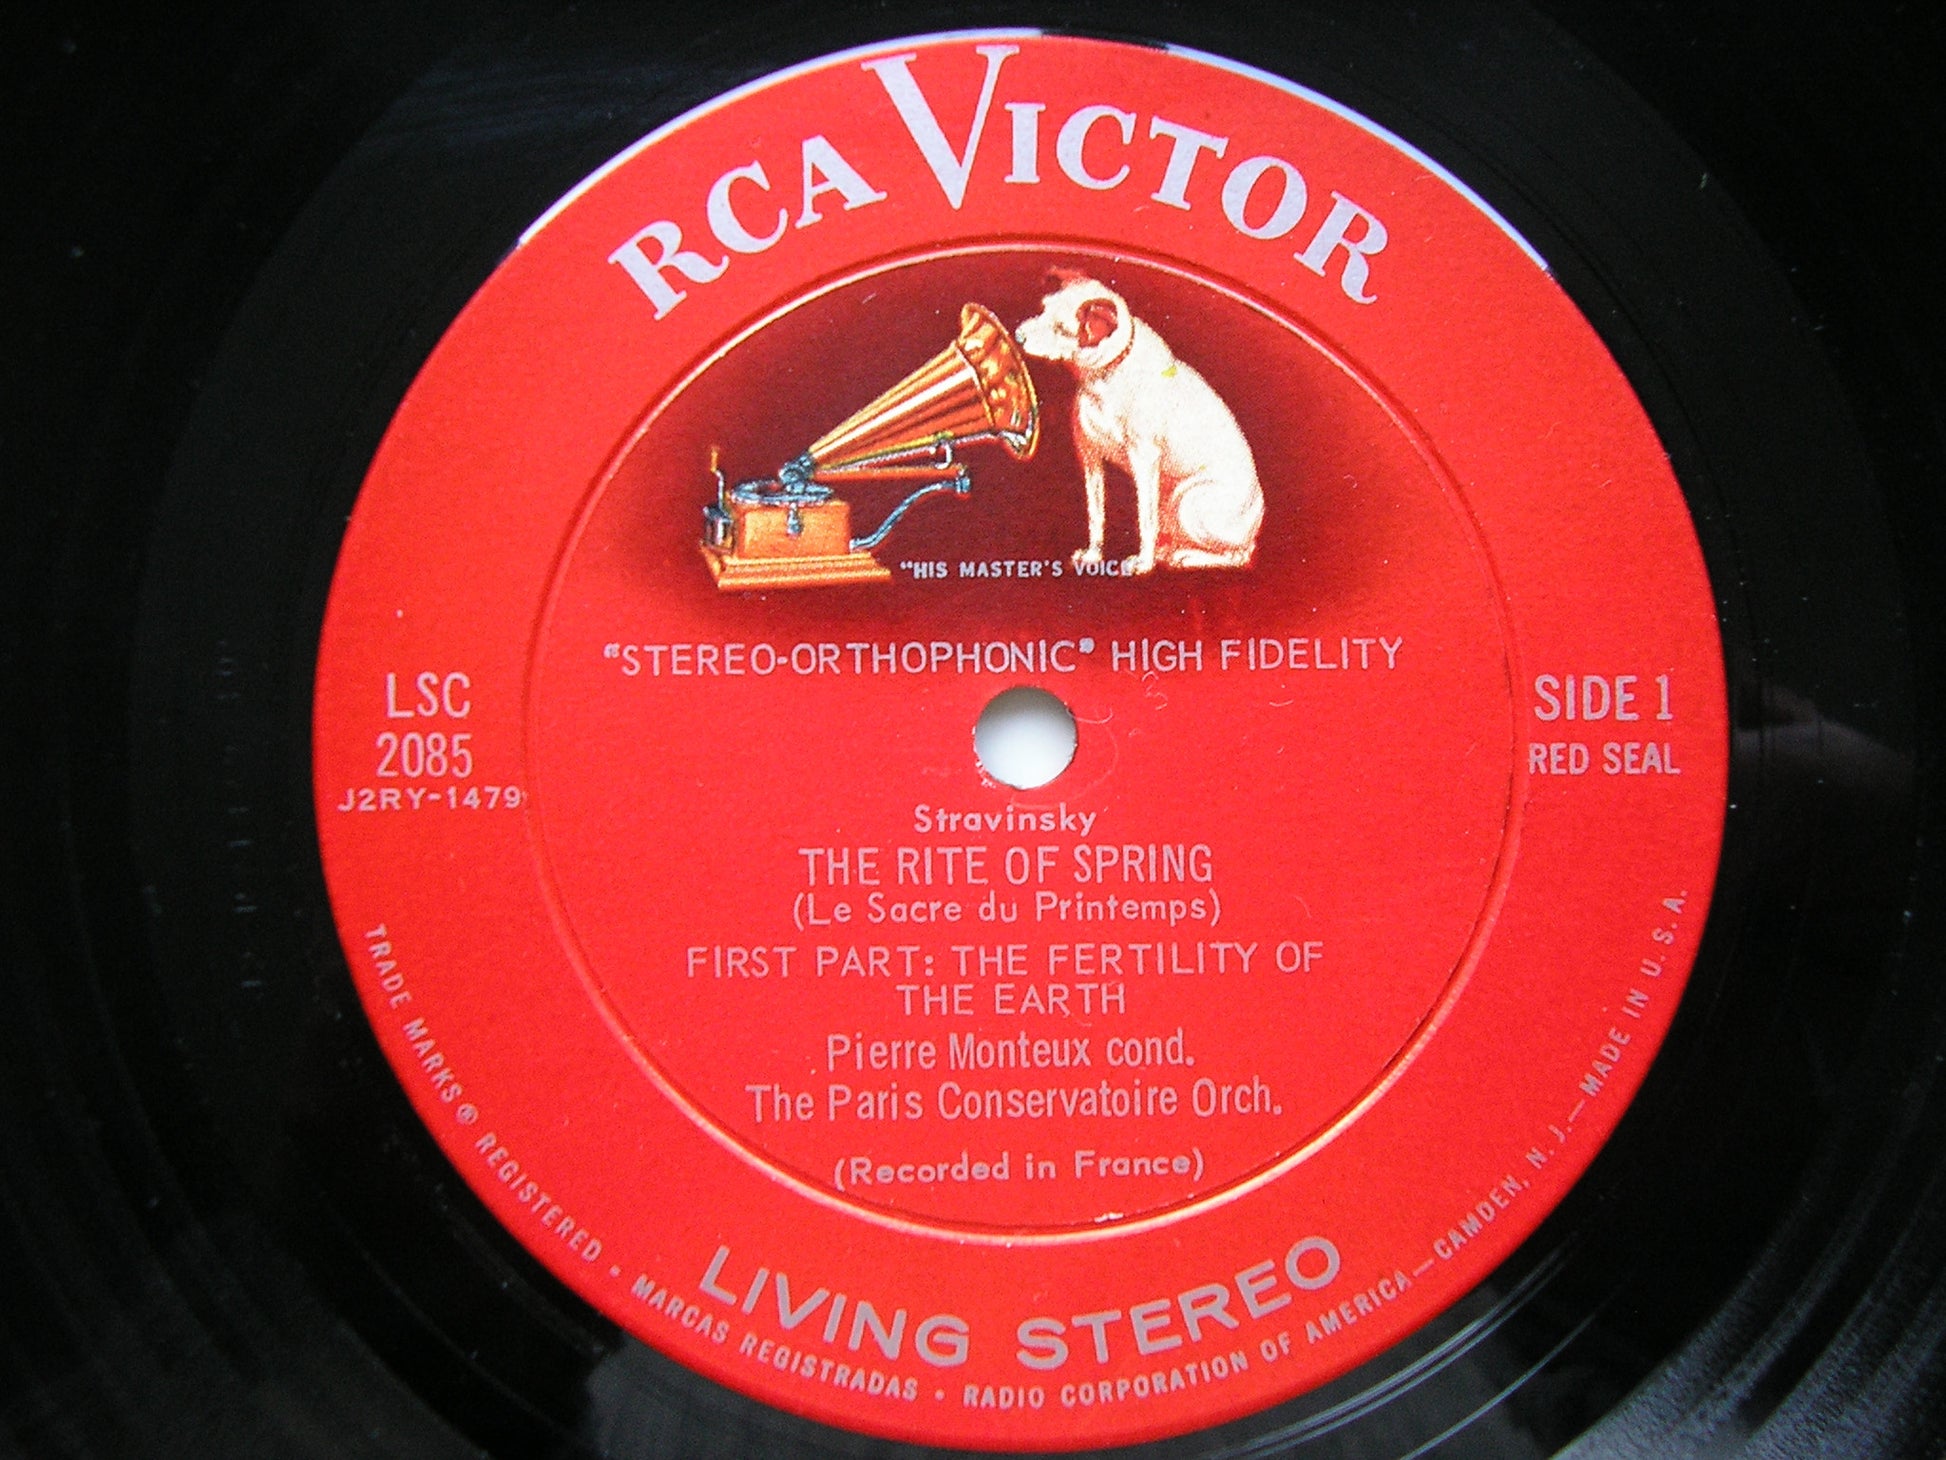 RCA VICTOR
"HIS MASTER'S VOICE"
"STEREO-ORTHOPHONIC" HIGH FIDELITY
LSC
2085
J2RY-1479
SIDE 1
RED SEAL
Stravinsky
THE RITE OF SPRING
(Le Sacre du Printemps)
FIRST PART: THE FERTILITY OF
THE EARTH
Pierre Monteux cond.
The Paris Conservatoire Orch.
(Recorded in France)
LIVING STEREO
TRADE MARKS ® REGISTERED • MARCAS REGISTRADAS • RADIO CORPORATION OF AMERICA—CAMDEN, N. J.—MADE IN U. S. A.